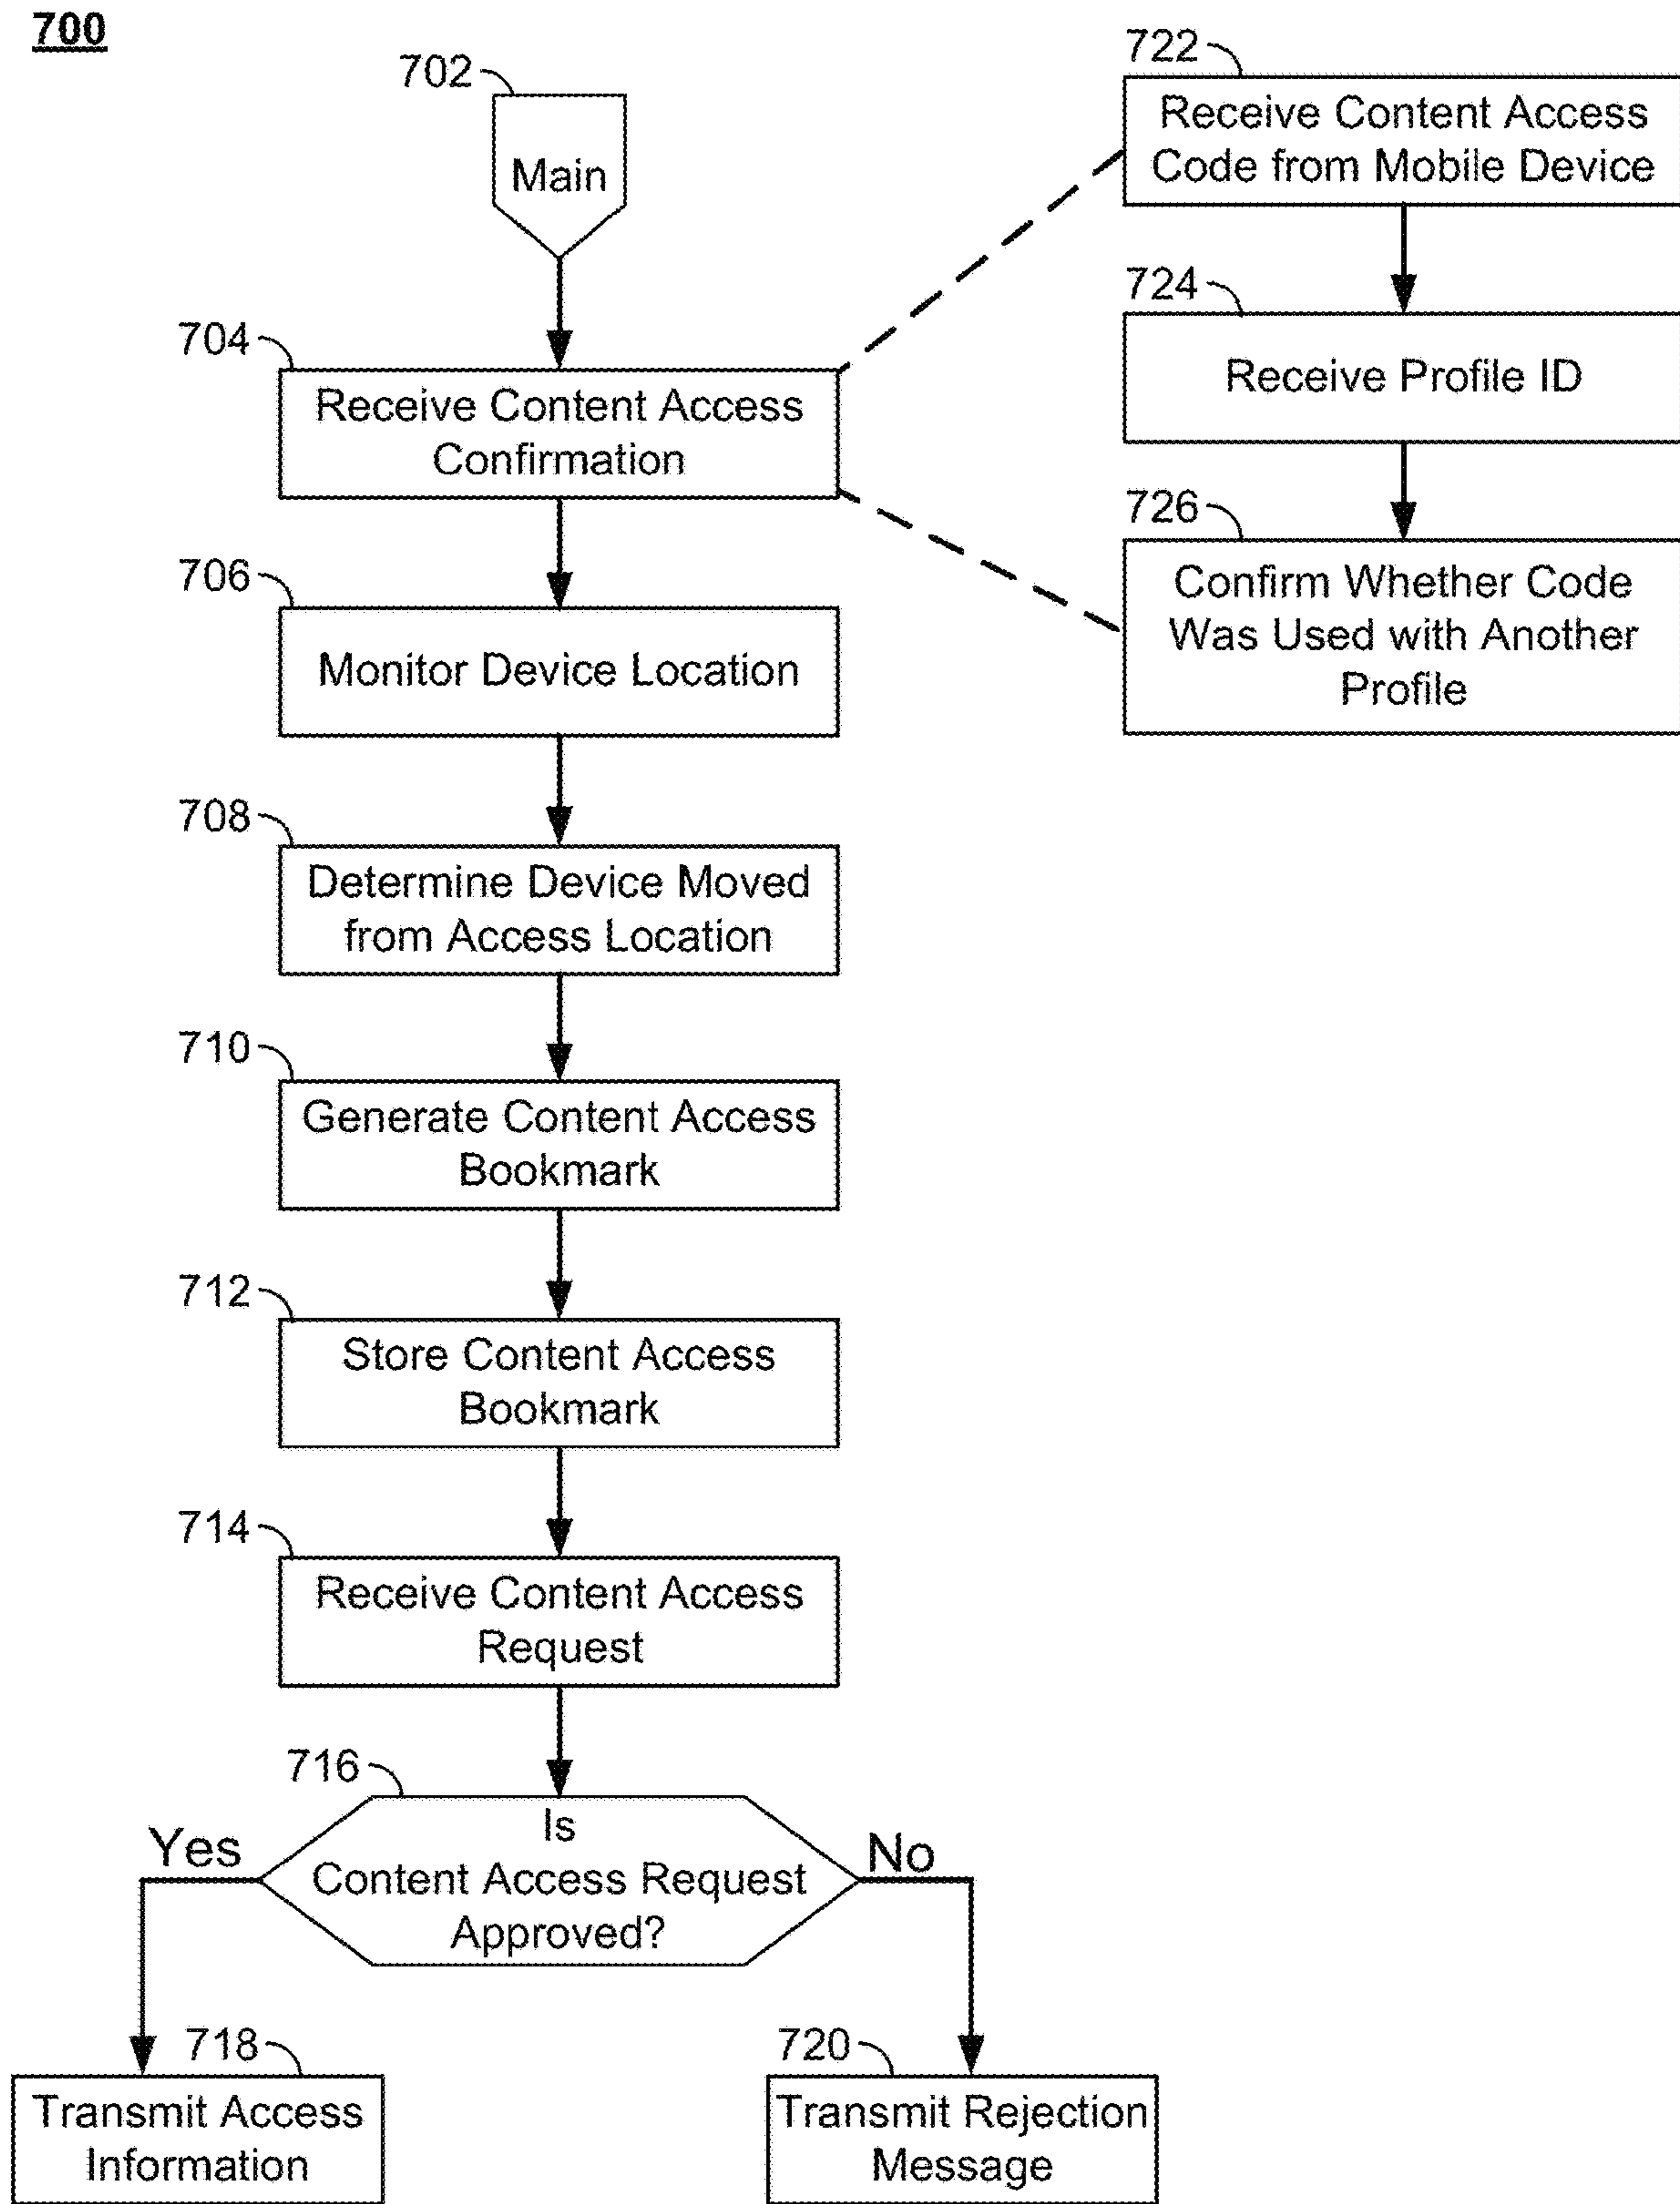 700
702
Main
704
Receive Content Access
Confirmation
706
Monitor Device Location
708
Determine Device Moved
from Access Location
710
Generate Content Access
Bookmark
712
Store Content Access
Bookmark
714
Receive Content Access
Request
716
Is
Content Access Request
Approved?
Yes
No
718
Transmit Access
Information
720
Transmit Rejection
Message
722
Receive Content Access
Code from Mobile Device
724
Receive Profile ID
726
Confirm Whether Code
Was Used with Another
Profile